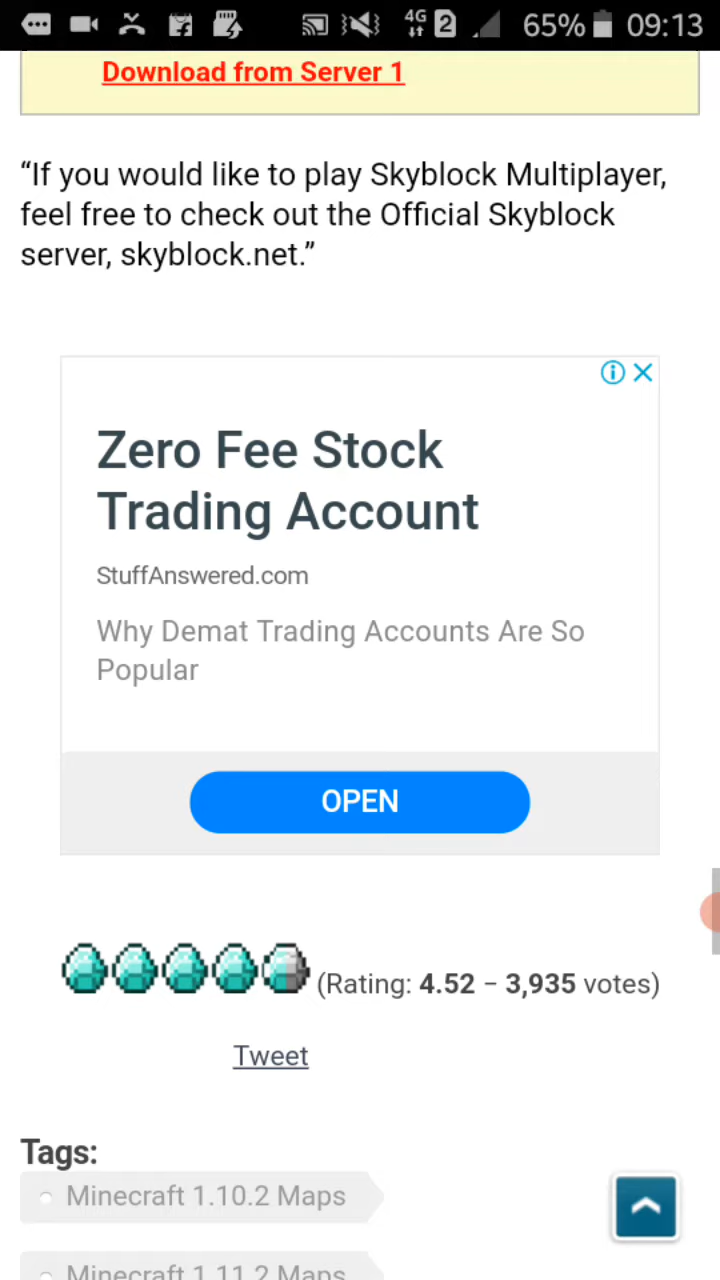 4G 2 65% 09:13
Download from Server 1
“If you would like to play Skyblock Multiplayer,
feel free to check out the Official Skyblock
server, skyblock.net.”
Zero Fee Stock
Trading Account
StuffAnswered.com
Why Demat Trading Accounts Are So
Popular
OPEN
(Rating: 4.52 – 3,935 votes)
Tweet
Tags:
Minecraft 1.10.2 Maps
Minecraft 1.11.2 Maps